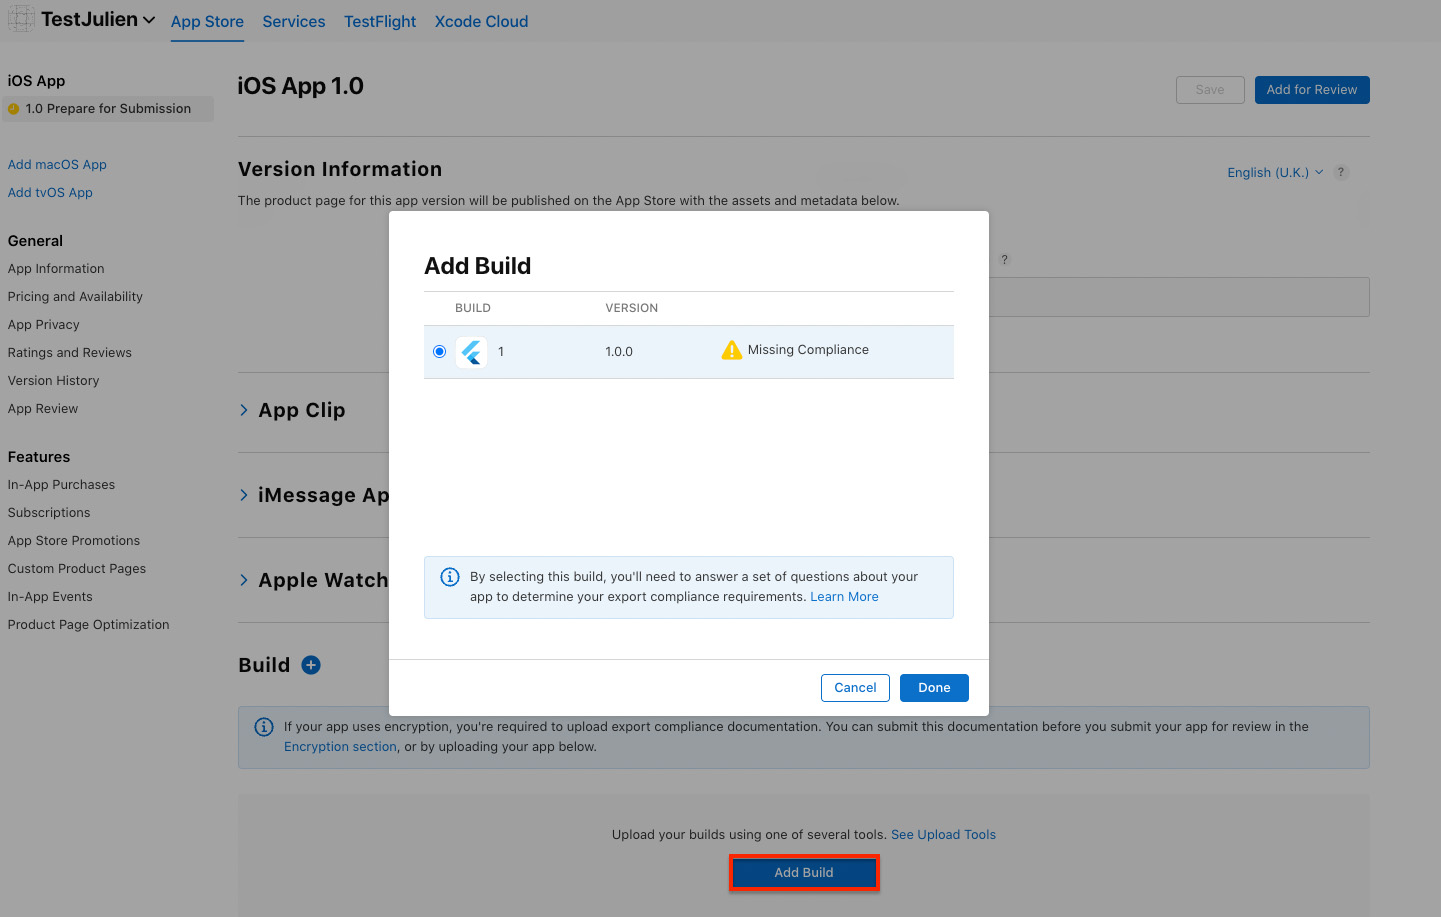 TestJulien
App Store
Services
TestFlight
Xcode Cloud
iOS App
1.0 Prepare for Submission
Add macOS App
Add tvOS App
General
App Information
Pricing and Availability
App Privacy
Ratings and Reviews
Version History
App Review
Features
In-App Purchases
Subscriptions
App Store Promotions
Custom Product Pages
In-App Events
Product Page Optimization
iOS App 1.0
Save
Add for Review
Version Information
English (U.K.)
?
The product page for this app version will be published on the App Store with the assets and metadata below.
?
App Clip
iMessage Ap
Apple Watch
Build
If your app uses encryption, you're required to upload export compliance documentation. You can submit this documentation before you submit your app for review in the
Encryption section, or by uploading your app below.
Upload your builds using one of several tools. See Upload Tools
Add Build
Add Build
BUILD
VERSION
1
1.0.0
Missing Compliance
By selecting this build, you'll need to answer a set of questions about your
app to determine your export compliance requirements. Learn More
Cancel
Done